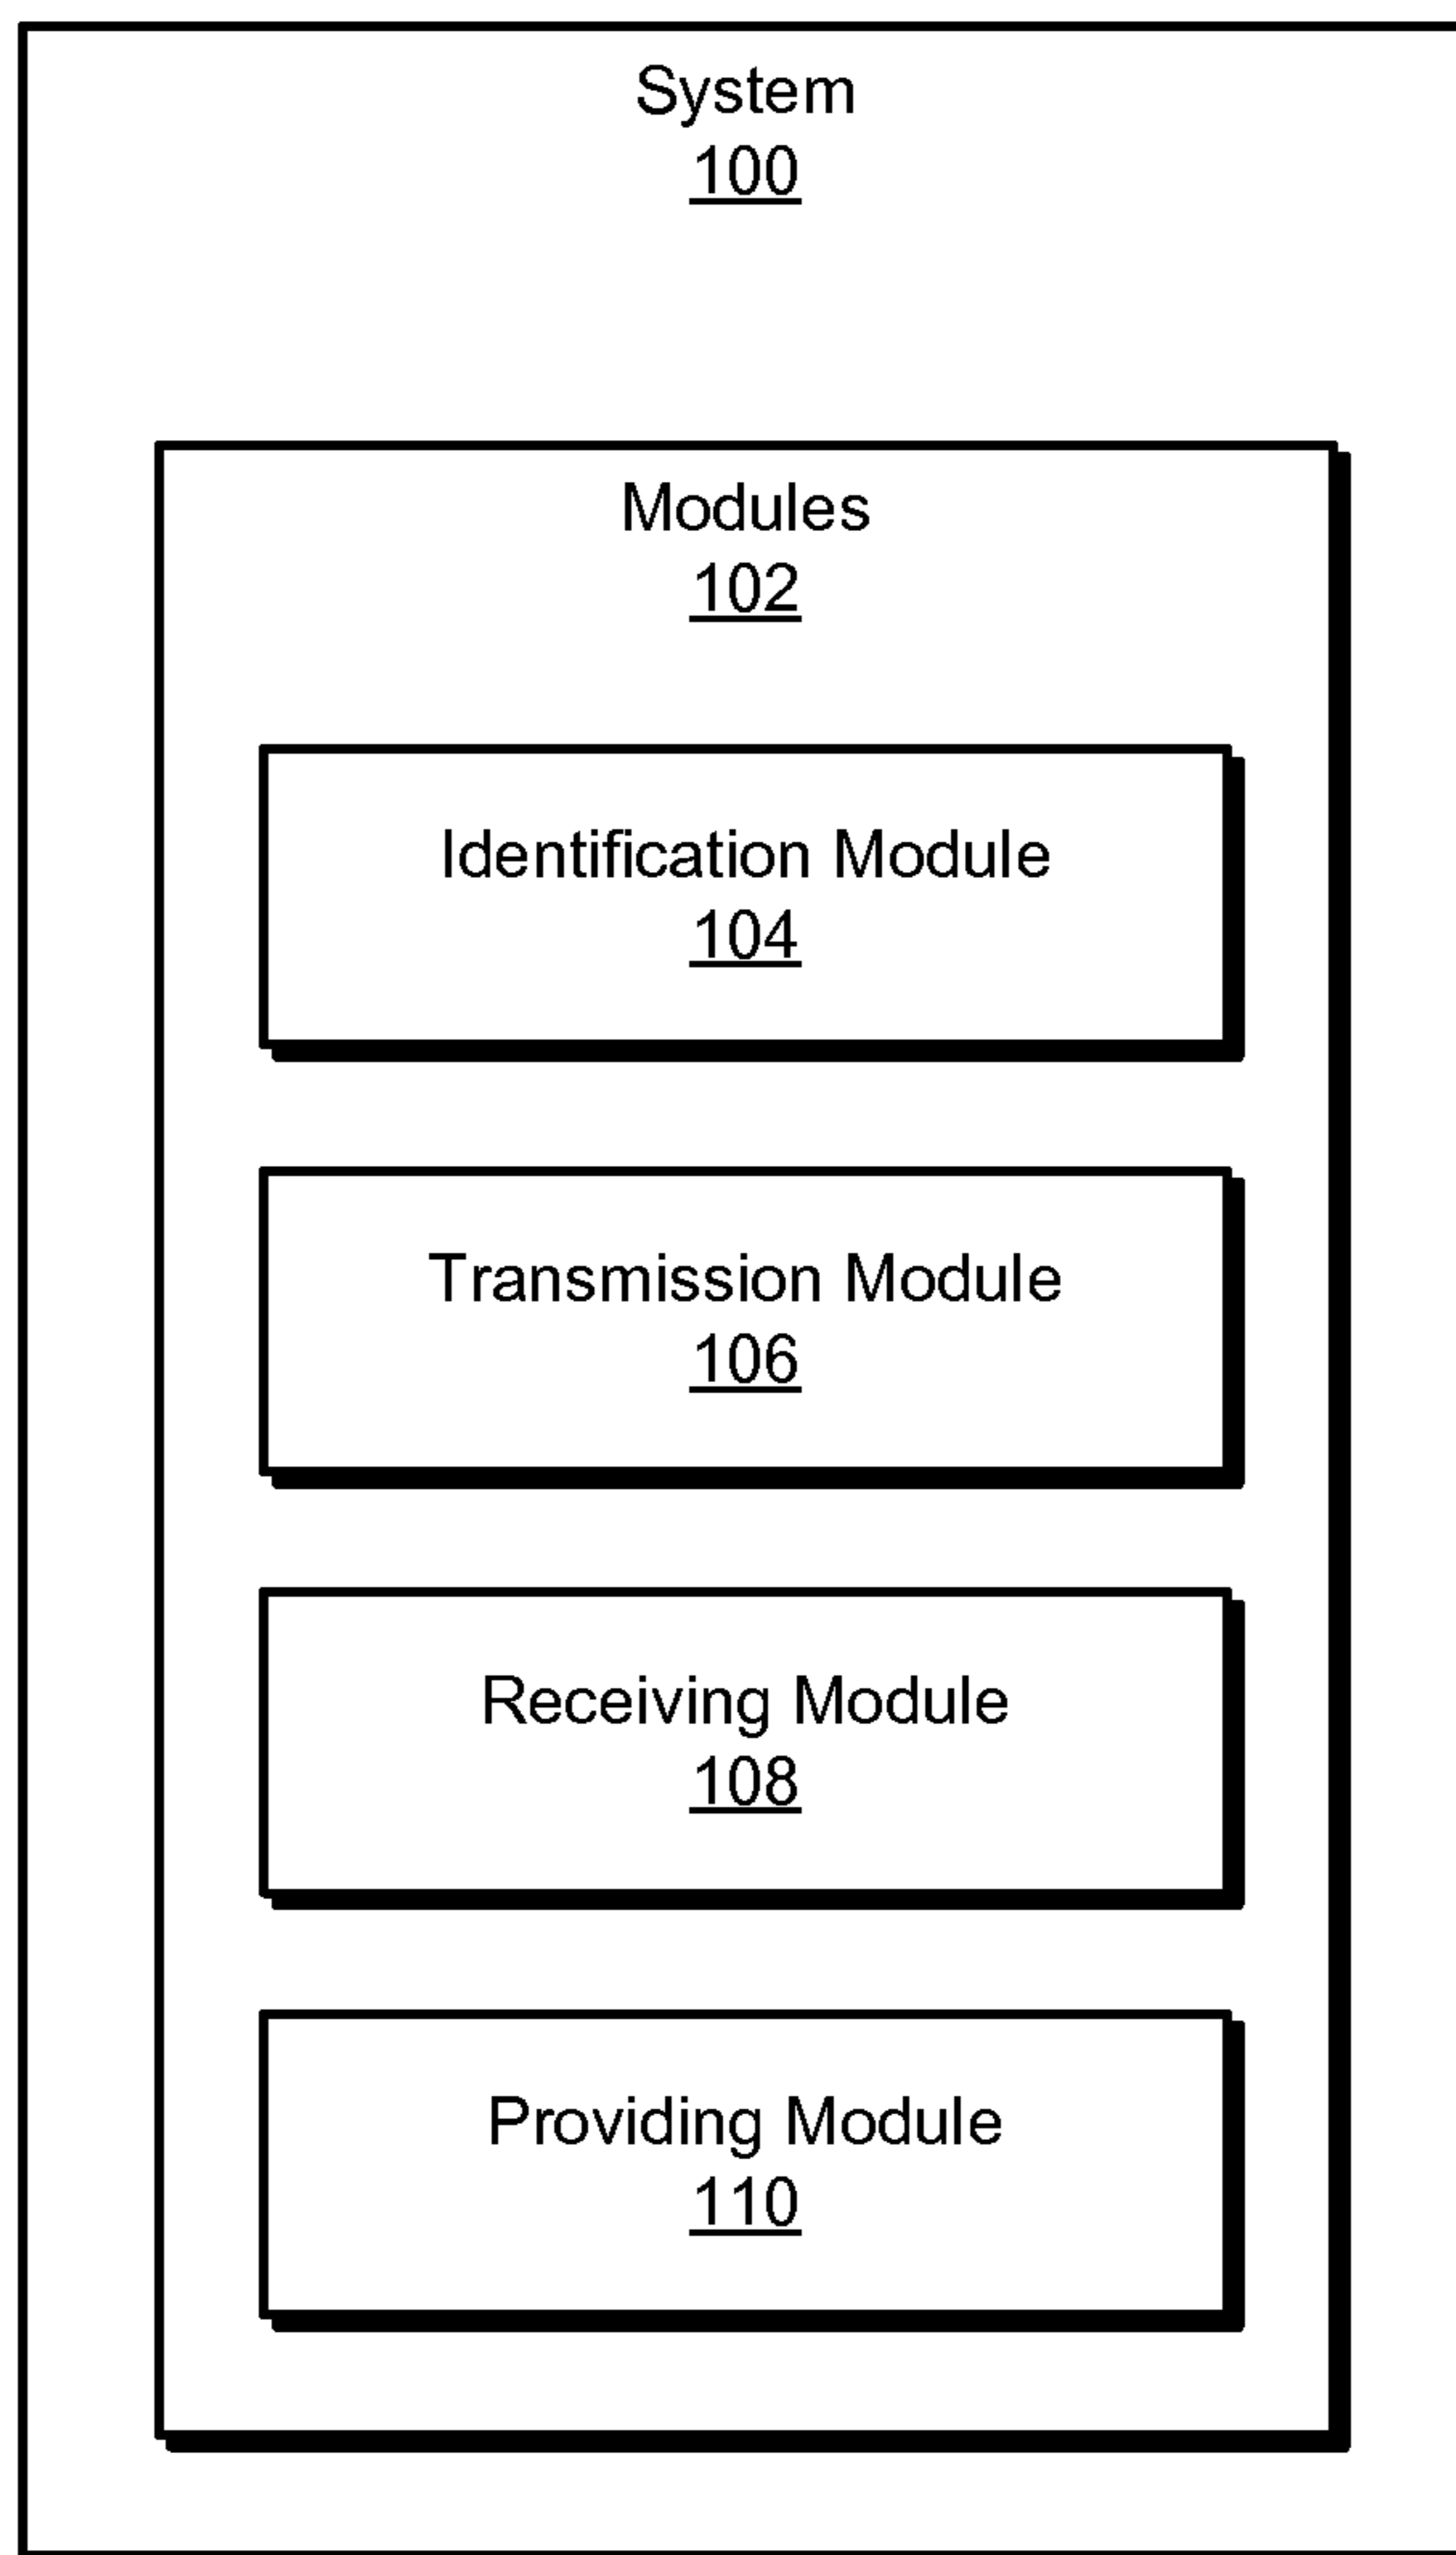 System
100
Modules
102
Identification Module
104
Transmission Module
106
Receiving Module
108
Providing Module
110